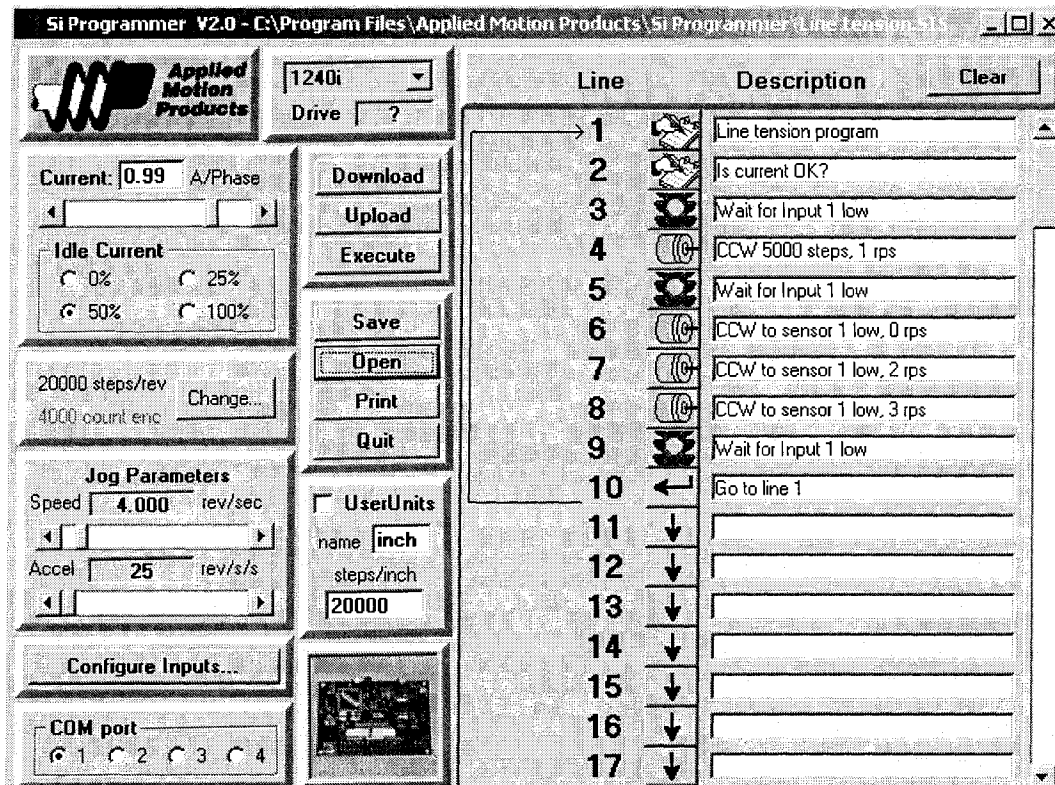 Si Programmer V2.0 - C:\Program Files\Applied Motion Products\Si Programmer\Line tension-STS
Applied
Motion
Products
1240i
Drive ?
Current: 0.99 A/Phase
Idle Current
0% 25%
50% 100%
20000 steps/rev
4000 count enc
Change...
Jog Parameters
Speed 4.000 rev/sec
Accel 25 rev/s/s
Configure Inputs...
COM port
1 2 3 4
Download
Upload
Execute
Save
Open
Print
Quit
UserUnits
name inch
steps/inch
20000
Line Description Clear
1 Line tension program
2 Is current OK?
3 Wait for Input 1 low
4 CCW 5000 steps, 1 rps
5 Wait for Input 1 low
6 CCW to sensor 1 low, 0 rps
7 CCW to sensor 1 low, 2 rps
8 CCW to sensor 1 low, 3 rps
9 Wait for Input 1 low
10 Go to line 1
11
12
13
14
15
16
17